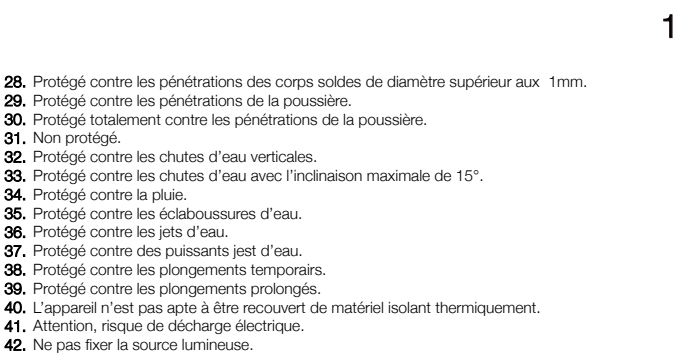 1
28. Protégé contre les pénétrations des corps soldes de diamètre supérieur aux  1mm.
29. Protégé contre les pénétrations de la poussière.
30. Protégé totalement contre les pénétrations de la poussière.
31. Non protégé.
32. Protégé contre les chutes d’eau verticales.
33. Protégé contre les chutes d’eau avec l’inclinaison maximale de 15°.
34. Protégé contre la pluie.
35. Protégé contre les éclaboussures d’eau.
36. Protégé contre les jets d’eau.
37. Protégé contre des puissants jest d’eau.
38. Protégé contre les plongements temporairs.
39. Protégé contre les plongements prolongés.
40. L’appareil n’est pas apte à être recouvert de matériel isolant thermiquement.
41. Attention, risque de décharge électrique.
42. Ne pas fixer la source lumineuse.